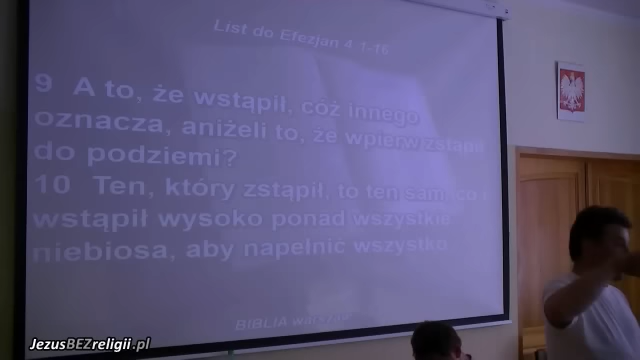 List do Efezjan 4,1-16
9 A to, że wstąpił, cóż innego
oznacza, aniżeli to, że wpierw zstąpił
do podziemi?
10 Ten, który zstąpił, to ten sam, co i
wstąpił wysoko ponad wszystkie
niebiosa, aby napełnić wszystko
BIBLIA
JezusBEZreligii.pl